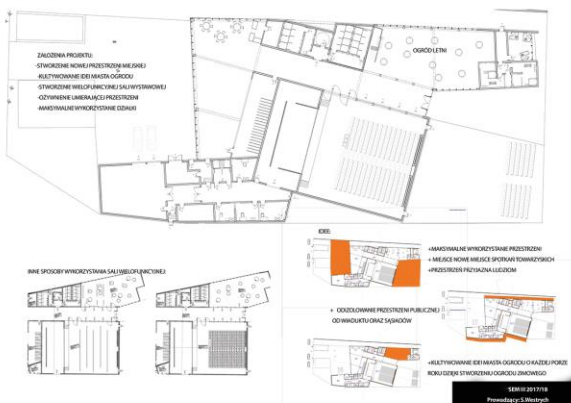 ZAŁOŻENIA PROJEKTU:
-STWORZENIE NOWEJ PRZESTRZENI MIEJSKIEJ
-KULTYWOWANIE IDEI MIASTA OGRODU
-STWORZENIE WIELOFUNKCYJNEJ SALI WYSTAWOWEJ
-OŻYWNIENIE UMIERAJĄCEJ PRZESTRZENI
-MAKSYMALNE WYKORZYSTANIE DZIAŁKI
OGRÓD LETNI
IDEE:
+MAKSYMALNE WYKORZYSTANIE PRZESTRZENI
+ MIEJSCE NOWE MIEJSCE SPOTKAŃ TOWARZYSKICH
+PRZESTRZEŃ PRZYJAZNA LUDZIOM
INNE SPOSOBY WYKORZYSTANIA SALI WIELOFUNKCYJNEJ:
+ ODIZOLOWANIE PRZESTRZENI PUBLICZNEJ
OD WIADUKTU ORAZ SĄSIADÓW
+KULTYWOWANIE IDEI MIASTA OGRODU O KAŻDEJ PORZE
ROKU DZIĘKI STWORZENIU OGRODU ZIMOWEGO
SEM III 2017/18
Prowadzący: S.Westrych